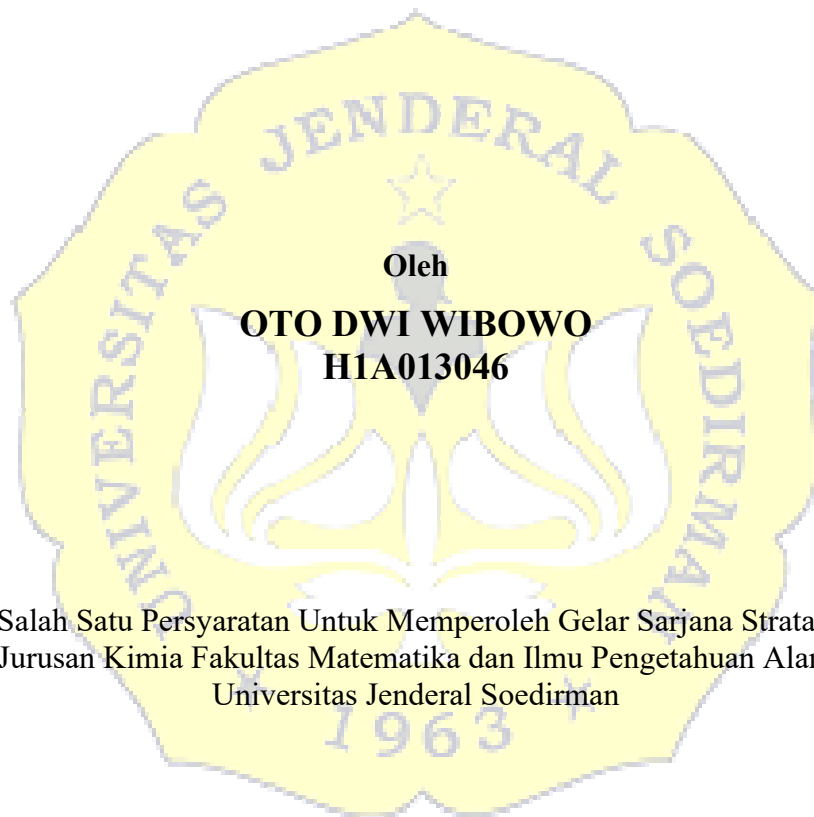 UNIVERSITAS JENDERAL SOEDIRMAN
Oleh
OTO DWI WIBOWO
H1A013046
Salah Satu Persyaratan Untuk Memperoleh Gelar Sarjana Strata
Jurusan Kimia Fakultas Matematika dan Ilmu Pengetahuan Alam
Universitas Jenderal Soedirman
1963